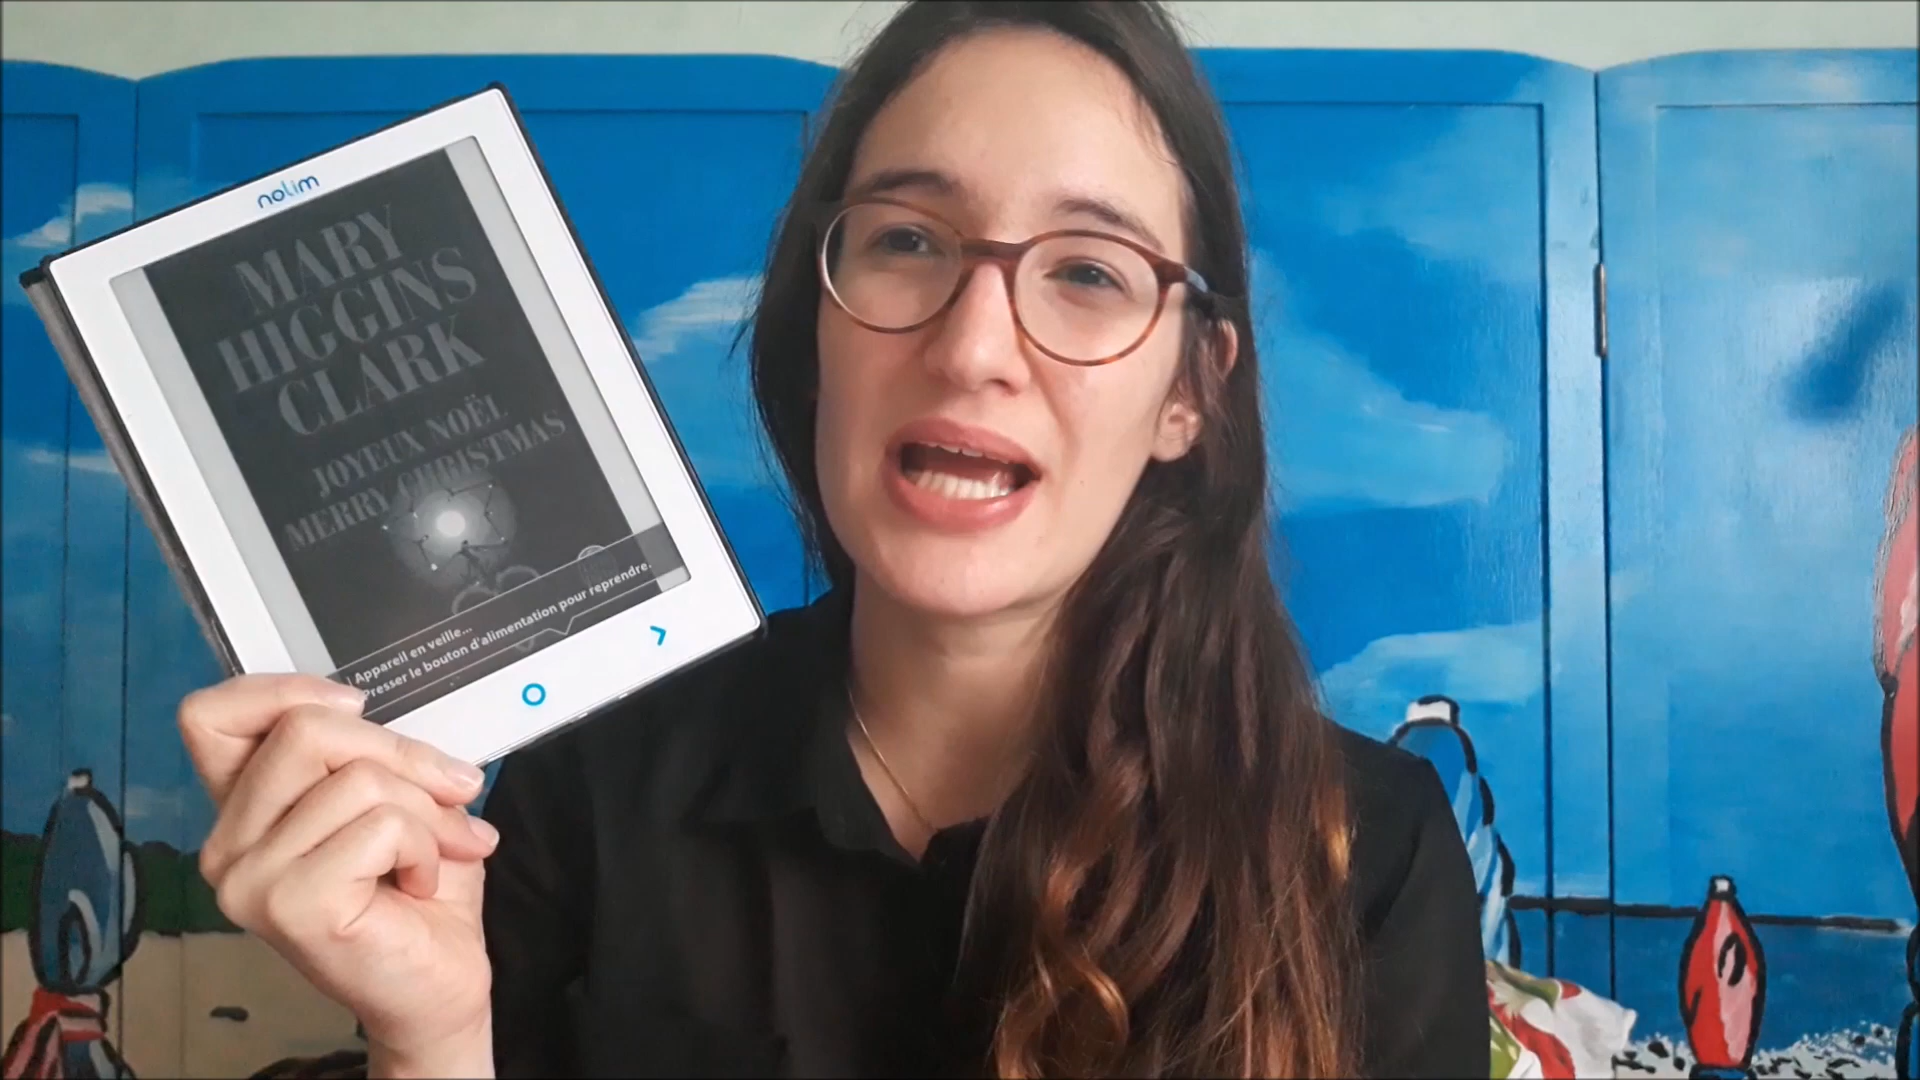 nolim
MARY
HIGGINS
CLARK
JOYEUX NOËL
MERRY CHRISTMAS
Appareil en veille...
Presser le bouton d'alimentation pour reprendre.